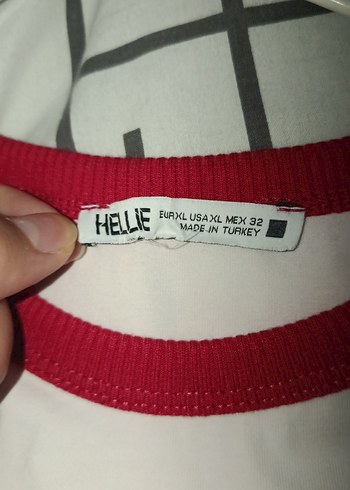 HELLiE
EUR XL USA XL MEX 32
MADE IN TURKEY